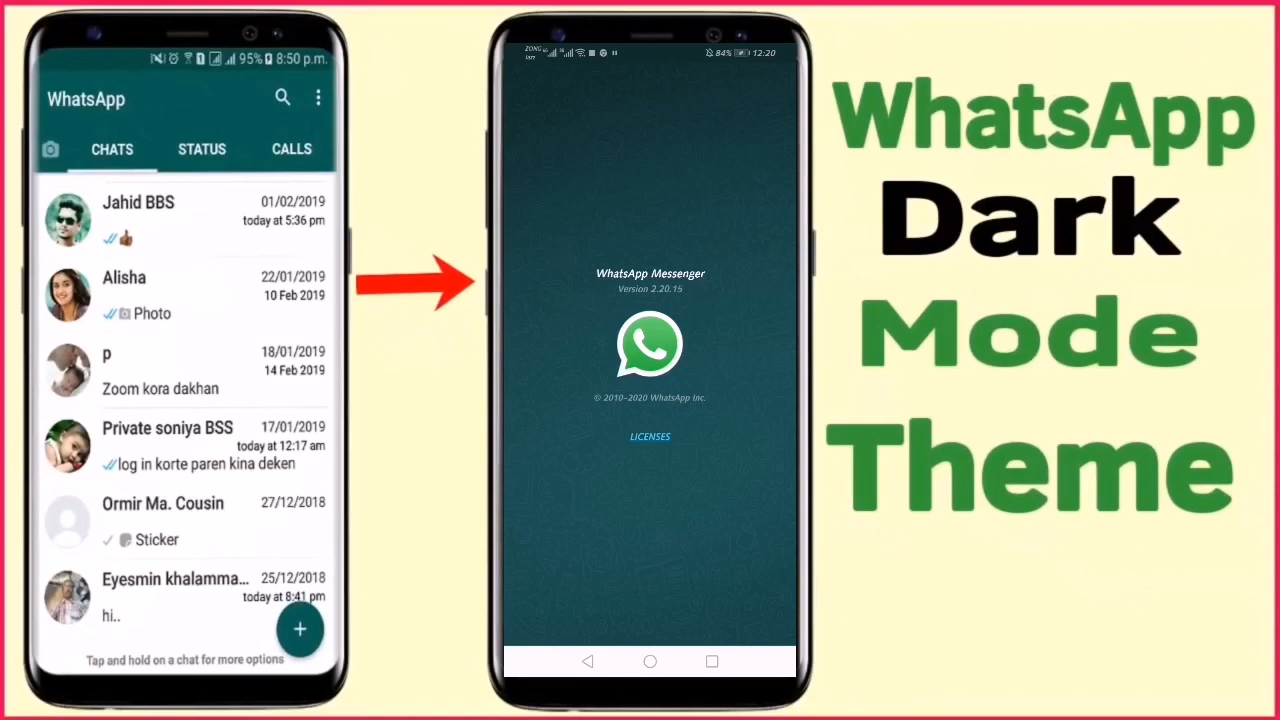 95% 8:50 p.m.
WhatsApp
CHATS STATUS CALLS
Jahid BBS 01/02/2019
today at 5:36 pm
Alisha 22/01/2019
10 Feb 2019
Photo
p 18/01/2019
14 Feb 2019
Zoom kora dakhan
Private soniya BSS 17/01/2019
today at 12:17 am
log in korte paren kina deken
Ormir Ma. Cousin 27/12/2018
Sticker
Eyesmin khalamma... 25/12/2018
today at 8:41 pm
hi..
+
Tap and hold on a chat for more options
ZONG
84% 12:20
WhatsApp Messenger
Version 2.20.15
© 2010-2020 WhatsApp Inc.
LICENSES
WhatsApp
Dark
Mode
Theme